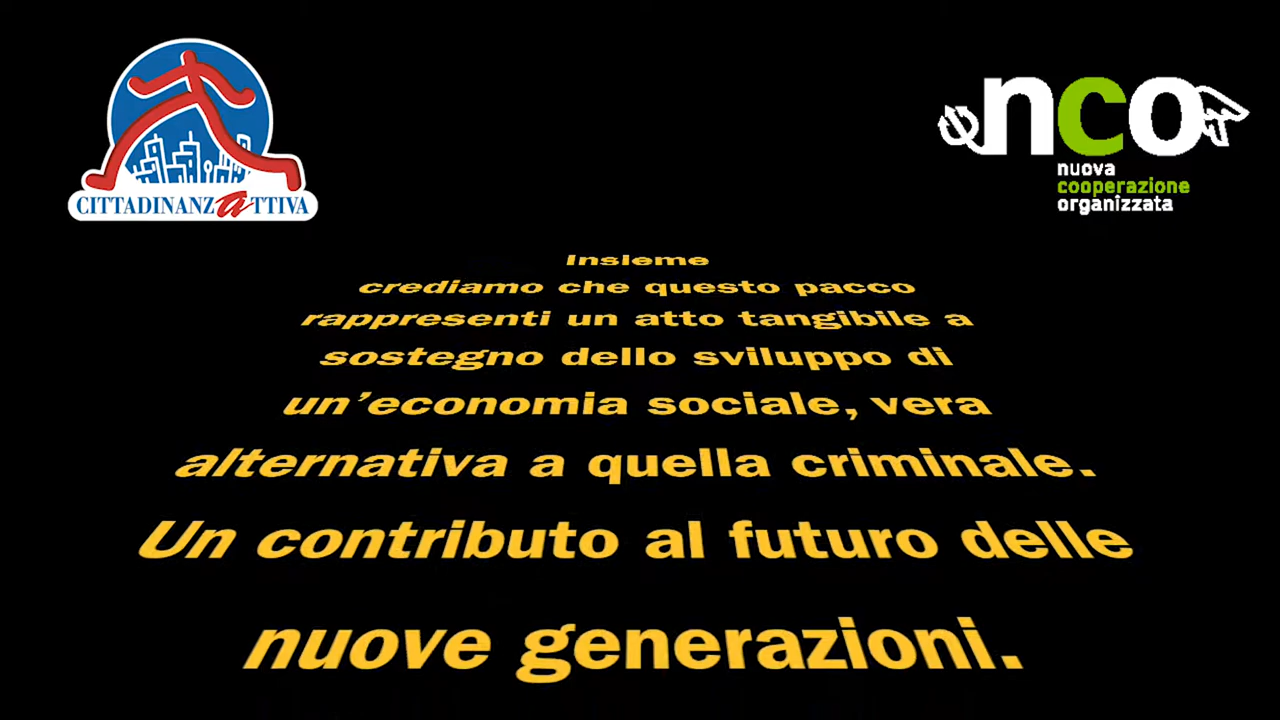 CITTADINANZaTTIVA
nco
nuova
cooperazione
organizzata
Insieme
crediamo che questo pacco
rappresenti un atto tangibile a
sostegno dello sviluppo di
un'economia sociale, vera
alternativa a quella criminale.
Un contributo al futuro delle
nuove generazioni.